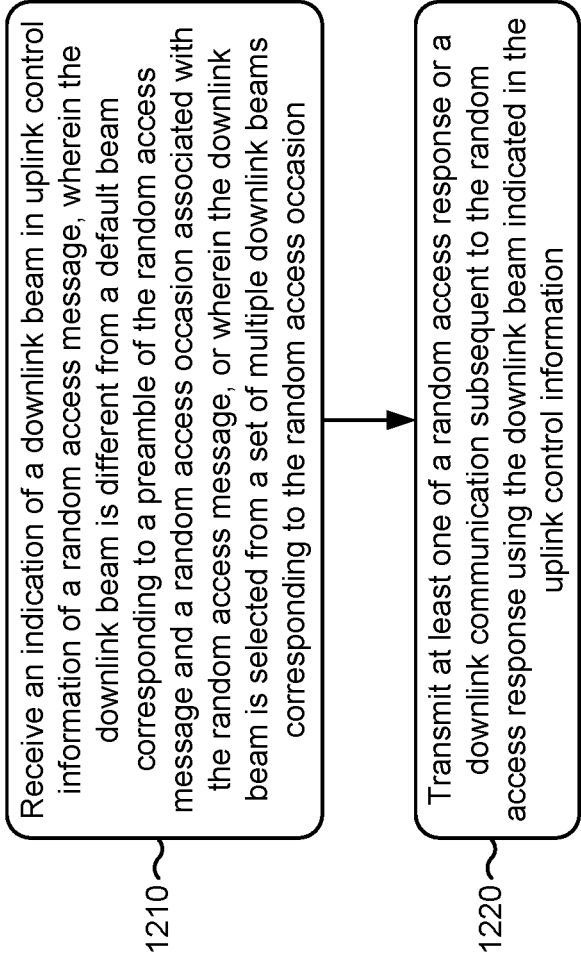 1210
Receive an indication of a downlink beam in uplink control
information of a random access message, wherein the
downlink beam is different from a default beam
corresponding to a preamble of the random access
message and a random access occasion associated with
the random access message, or wherein the downlink
beam is selected from a set of multiple downlink beams
corresponding to the random access occasion
1220
Transmit at least one of a random access response or a
downlink communication subsequent to the random
access response using the downlink beam indicated in the
uplink control information